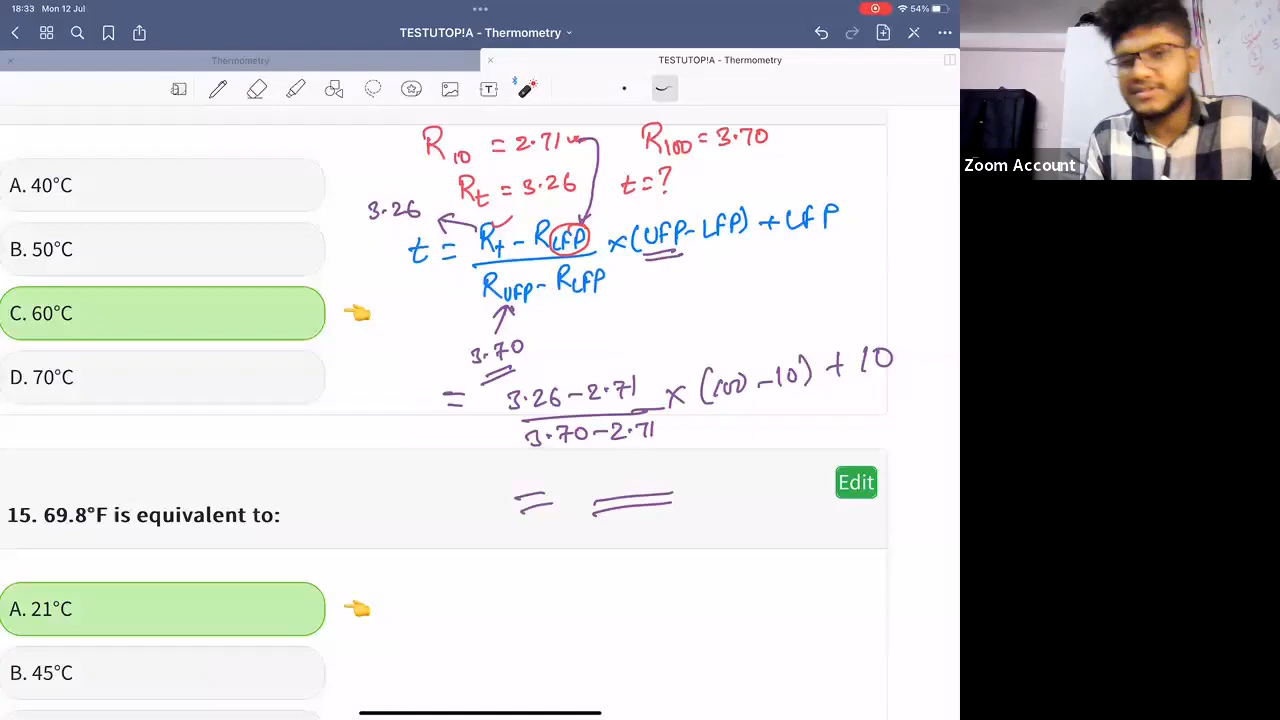 18:33 Mon 12 Jul
54%
TESTUTOP!A - Thermometry
Thermometry
TESTUTOP!A - Thermometry
Zoom Account
R10 = 2.71 R100 = 3.70
A. 40°C
Rt = 3.26 t = ?
3.26
B. 50°C
t = Rt - RLFP / RUFP - RLFP × (UFP - LFP) + LFP
C. 60°C
3.70
D. 70°C
= 3.26 - 2.71 / 3.70 - 2.71 × (100 - 10) + 10
Edit
=
15. 69.8°F is equivalent to:
A. 21°C
B. 45°C